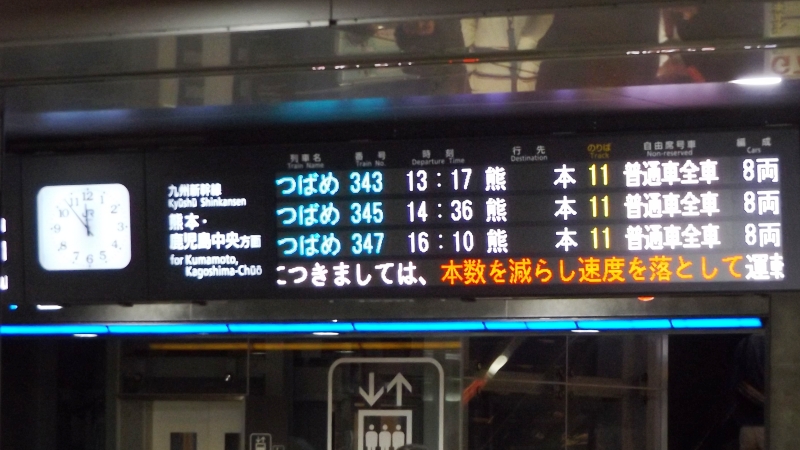 列車名 番号 時刻 行先 のりば 自由席号車 編成
Train Name Train No. Departure Time Destination Track Non-reserved Cars
九州新幹線
Kyūshū Shinkansen
熊本・
鹿児島中央方面
for Kumamoto,
Kagoshima-Chūō
つばめ 343 13:17 熊本 11 普通車全車 8両
つばめ 345 14:36 熊本 11 普通車全車 8両
つばめ 347 16:10 熊本 11 普通車全車 8両
につきましては、本数を減らし速度を落として運転